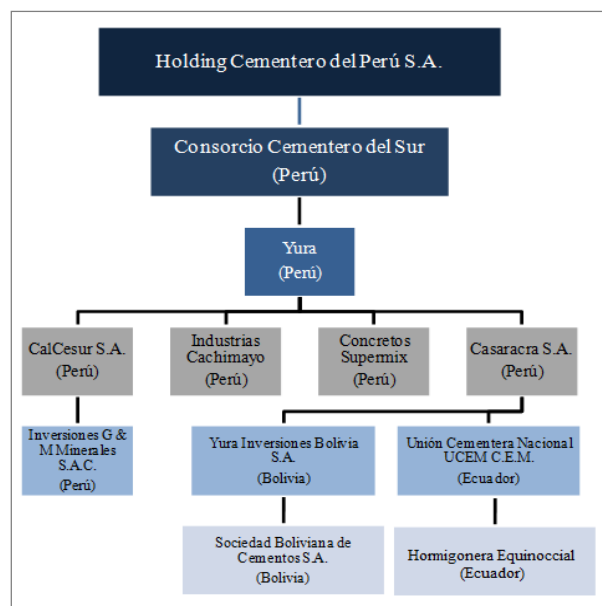 Holding Cementero del Perú S.A.
Consorcio Cementero del Sur
(Perú)
Yura
(Perú)
CalCesur S.A.
(Perú)
Industrias
Cachimayo
(Perú)
Concretos
Supermix
(Perú)
Casaracra S.A.
(Perú)
Inversiones G &
M Minerales
S.A.C.
(Perú)
Yura Inversiones Bolivia
S.A.
(Bolivia)
Unión Cementera Nacional
UCEM C.E.M.
(Ecuador)
Sociedad Boliviana de
Cementos S.A.
(Bolivia)
Hormigonera Equinoccial
(Ecuador)